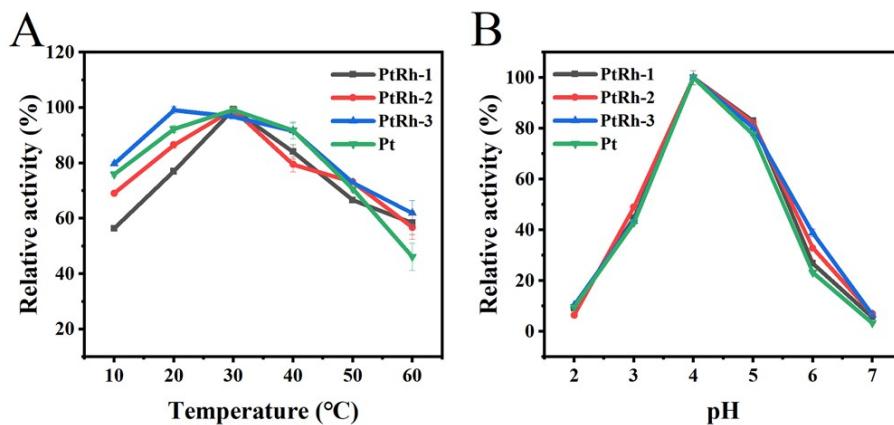 A
Relative activity (%)
120
100
80
60
40
20
10 20 30 40 50 60
Temperature (°C)
PtRh-1
PtRh-2
PtRh-3
Pt
B
Relative activity (%)
100
80
60
40
20
0
2 3 4 5 6 7
pH
PtRh-1
PtRh-2
PtRh-3
Pt